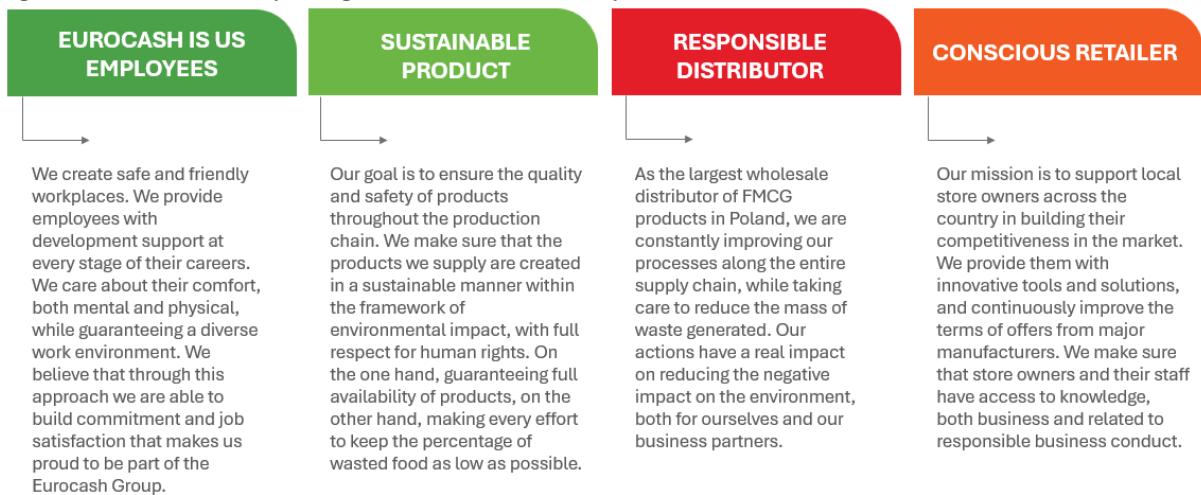 EUROCASH IS US
EMPLOYEES
We create safe and friendly
workplaces. We provide
employees with
development support at
every stage of their careers.
We care about their comfort,
both mental and physical,
while guaranteeing a diverse
work environment. We
believe that through this
approach we are able to
build commitment and job
satisfaction that makes us
proud to be part of the
Eurocash Group.
SUSTAINABLE
PRODUCT
Our goal is to ensure the quality
and safety of products
throughout the production
chain. We make sure that the
products we supply are created
in a sustainable manner within
the framework of
environmental impact, with full
respect for human rights. On
the one hand, guaranteeing full
availability of products, on the
other hand, making every effort
to keep the percentage of
wasted food as low as possible.
RESPONSIBLE
DISTRIBUTOR
As the largest wholesale
distributor of FMCG
products in Poland, we are
constantly improving our
processes along the entire
supply chain, while taking
care to reduce the mass of
waste generated. Our
actions have a real impact
on reducing the negative
impact on the environment,
both for ourselves and our
business partners.
CONSCIOUS RETAILER
Our mission is to support local
store owners across the
country in building their
competitiveness in the market.
We provide them with
innovative tools and solutions,
and continuously improve the
terms of offers from major
manufacturers. We make sure
that store owners and their staff
have access to knowledge,
both business and related to
responsible business conduct.